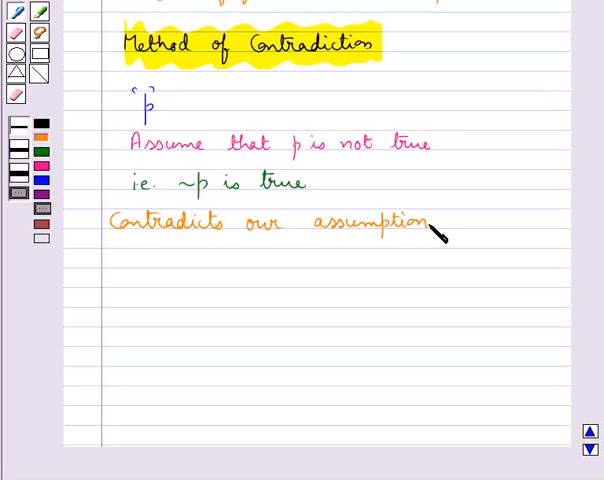 Method of Contradiction
"p"
Assume that p is not true
i.e. ~p is true
Contradicts our assumption